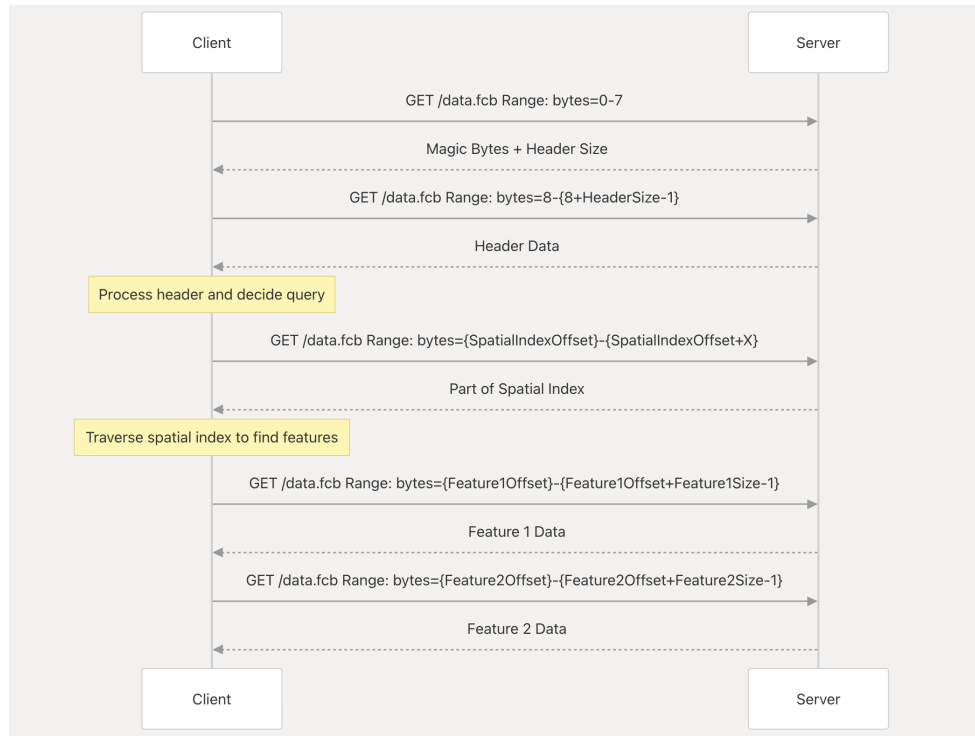 Client
Server
GET /data.fcb Range: bytes=0-7
Magic Bytes + Header Size
GET /data.fcb Range: bytes=8-{8+HeaderSize-1}
Header Data
Process header and decide query
GET /data.fcb Range: bytes={SpatialIndexOffset}-{SpatialIndexOffset+X}
Part of Spatial Index
Traverse spatial index to find features
GET /data.fcb Range: bytes={Feature1Offset}-{Feature1Offset+Feature1Size-1}
Feature 1 Data
GET /data.fcb Range: bytes={Feature2Offset}-{Feature2Offset+Feature2Size-1}
Feature 2 Data
Client
Server